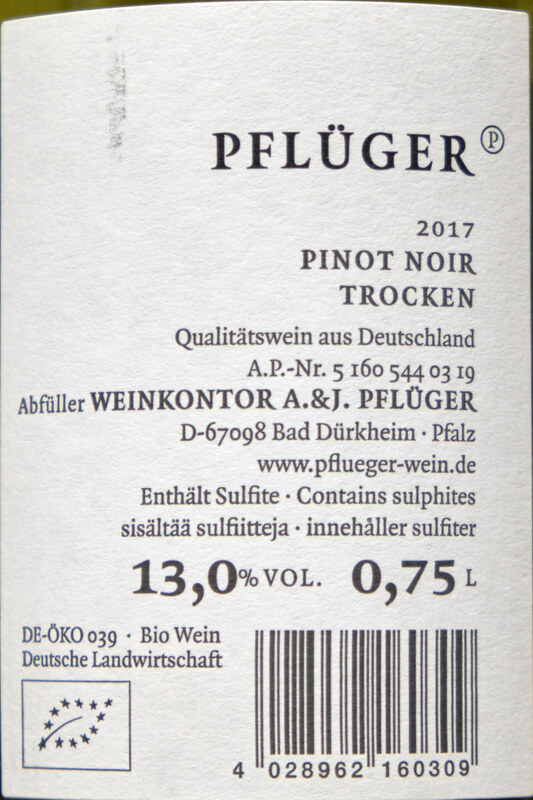 PFLÜGER Ⓟ
2017
PINOT NOIR
TROCKEN
Qualitätswein aus Deutschland
A.P.-Nr. 5 160 544 03 19
Abfüller WEINKONTOR A.&J. PFLÜGER
D-67098 Bad Dürkheim · Pfalz
www.pflueger-wein.de
Enthält Sulfite · Contains sulphites
sisältää sulfiitteja · innehåller sulfiter
13,0% VOL. 0,75 L
DE-ÖKO 039 · Bio Wein
Deutsche Landwirtschaft
4 028962 160309